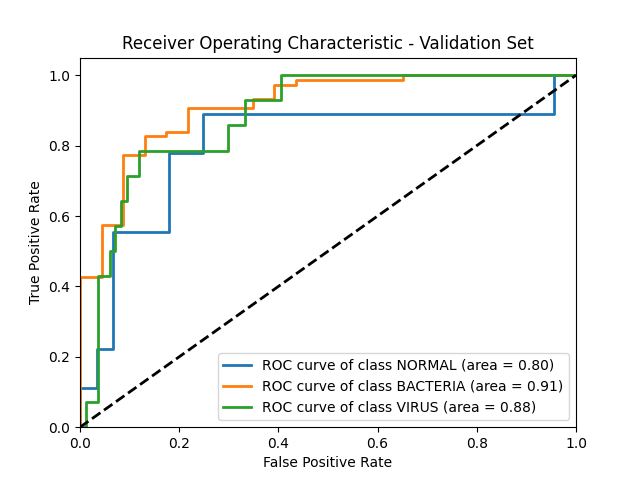 Receiver Operating Characteristic - Validation Set
1.0
0.8
0.6
0.4
0.2
0.0
True Positive Rate
ROC curve of class NORMAL (area = 0.80)
ROC curve of class BACTERIA (area = 0.91)
ROC curve of class VIRUS (area = 0.88)
0.0 0.2 0.4 0.6 0.8 1.0
False Positive Rate